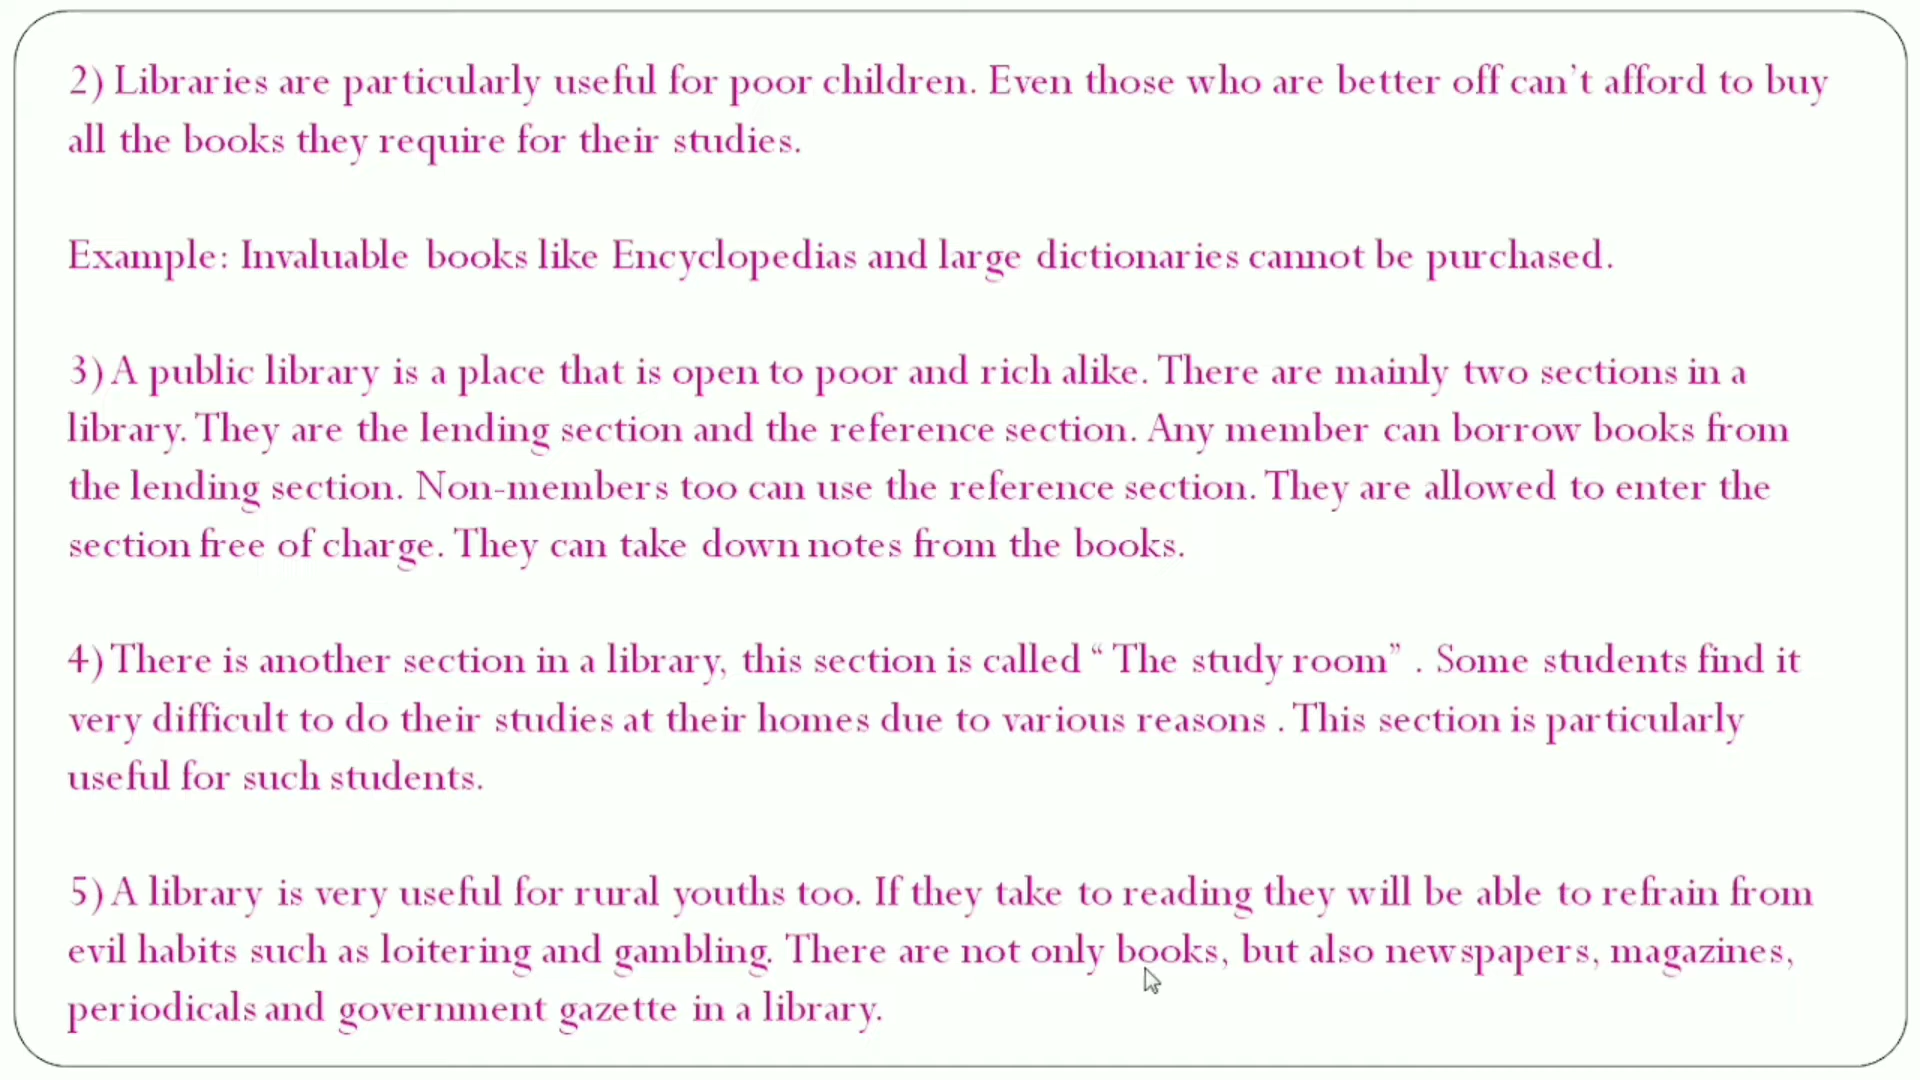 2) Libraries are particularly useful for poor children. Even those who are better off can’t afford to buy
all the books they require for their studies.
Example: Invaluable books like Encyclopedias and large dictionaries cannot be purchased.
3) A public library is a place that is open to poor and rich alike. There are mainly two sections in a
library. They are the lending section and the reference section. Any member can borrow books from
the lending section. Non-members too can use the reference section. They are allowed to enter the
section free of charge. They can take down notes from the books.
4) There is another section in a library, this section is called “ The study room” . Some students find it
very difficult to do their studies at their homes due to various reasons . This section is particularly
useful for such students.
5) A library is very useful for rural youths too. If they take to reading they will be able to refrain from
evil habits such as loitering and gambling. There are not only books, but also newspapers, magazines,
periodicals and government gazette in a library.